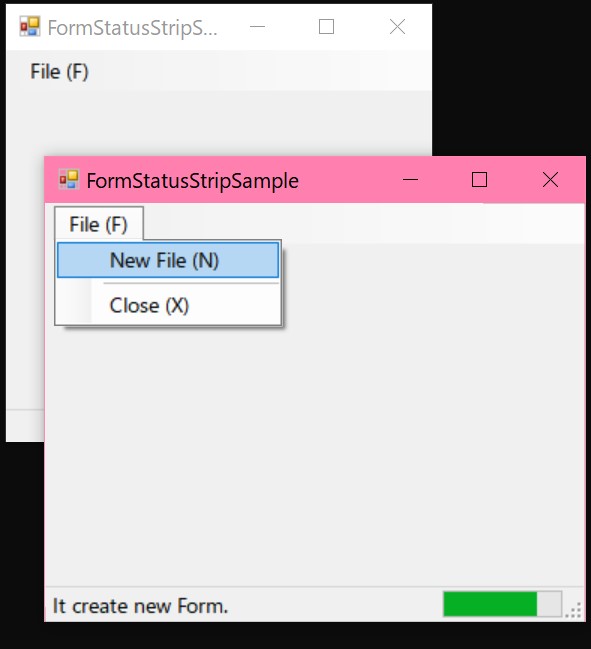 FormStatusStripS...
File (F)
FormStatusStripSample
File (F)
New File (N)
Close (X)
It create new Form.